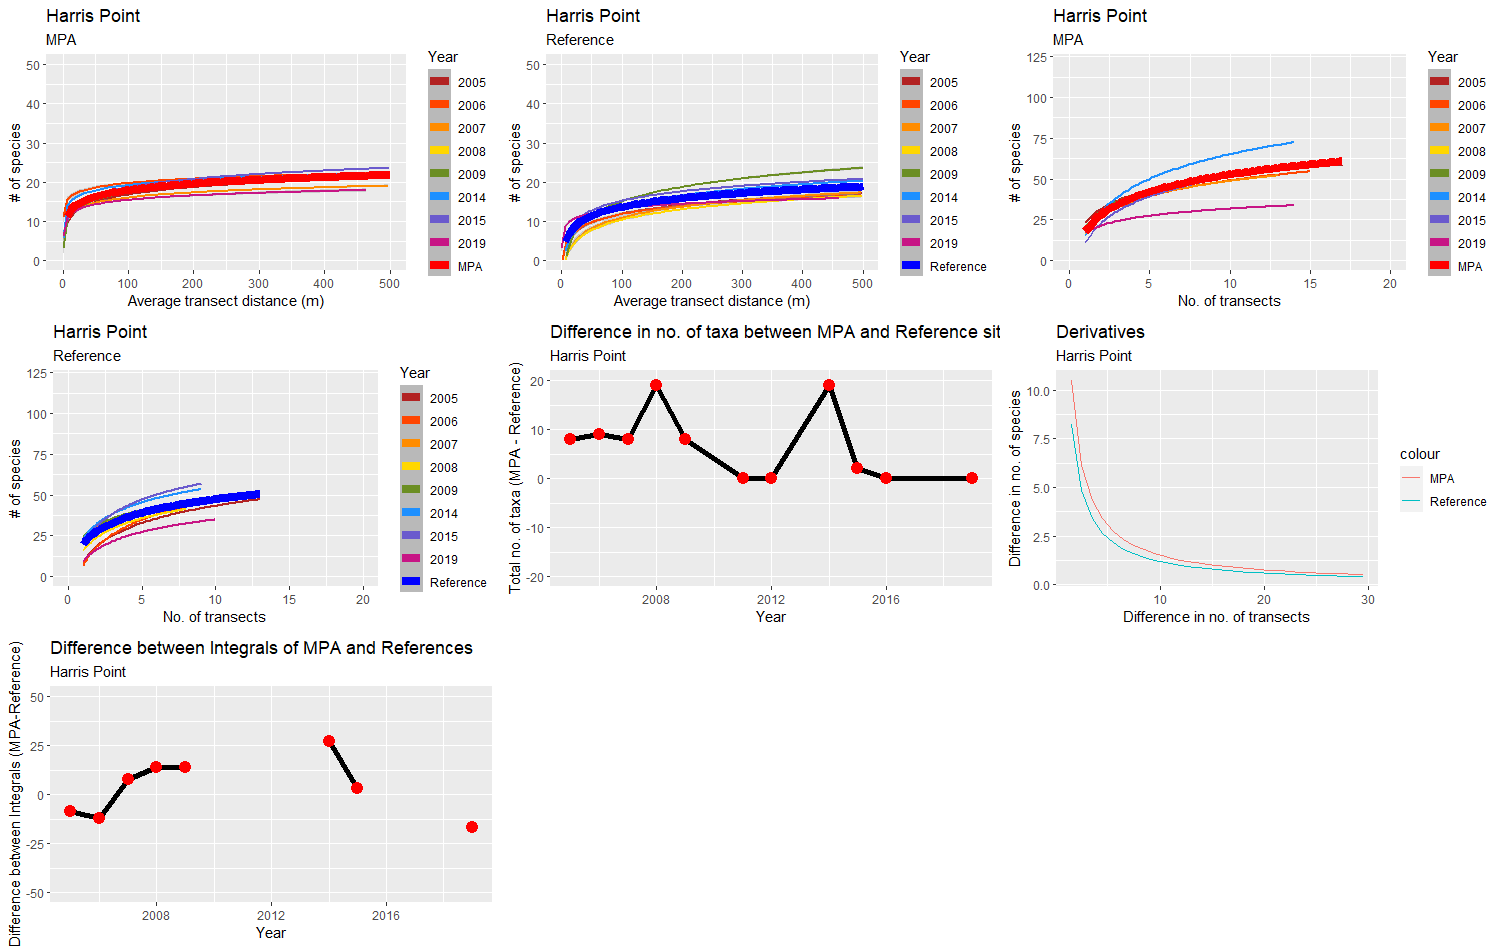 Harris Point
MPA
# of species
50
40
30
20
10
0
0 100 200 300 400 500
Average transect distance (m)
Year
2005
2006
2007
2008
2009
2014
2015
2019
MPA
Harris Point
Reference
# of species
50
40
30
20
10
0
0 100 200 300 400 500
Average transect distance (m)
Year
2005
2006
2007
2008
2009
2014
2015
2019
Reference
Harris Point
MPA
# of species
125
100
75
50
25
0
0 5 10 15 20
No. of transects
Year
2005
2006
2007
2008
2009
2014
2015
2019
MPA
Harris Point
Reference
# of species
125
100
75
50
25
0
0 5 10 15 20
No. of transects
Year
2005
2006
2007
2008
2009
2014
2015
2019
Reference
Difference in no. of taxa between MPA and Reference sit
Harris Point
Total no. of taxa (MPA - Reference)
20
10
0
-10
-20
2008 2012 2016
Year
Derivatives
Harris Point
Difference in no. of species
10.0
7.5
5.0
2.5
0.0
10 20 30
Difference in no. of transects
colour
MPA
Reference
Difference between Integrals of MPA and References
Harris Point
Difference between Integrals (MPA-Reference)
50
25
0
-25
-50
2008 2012 2016
Year